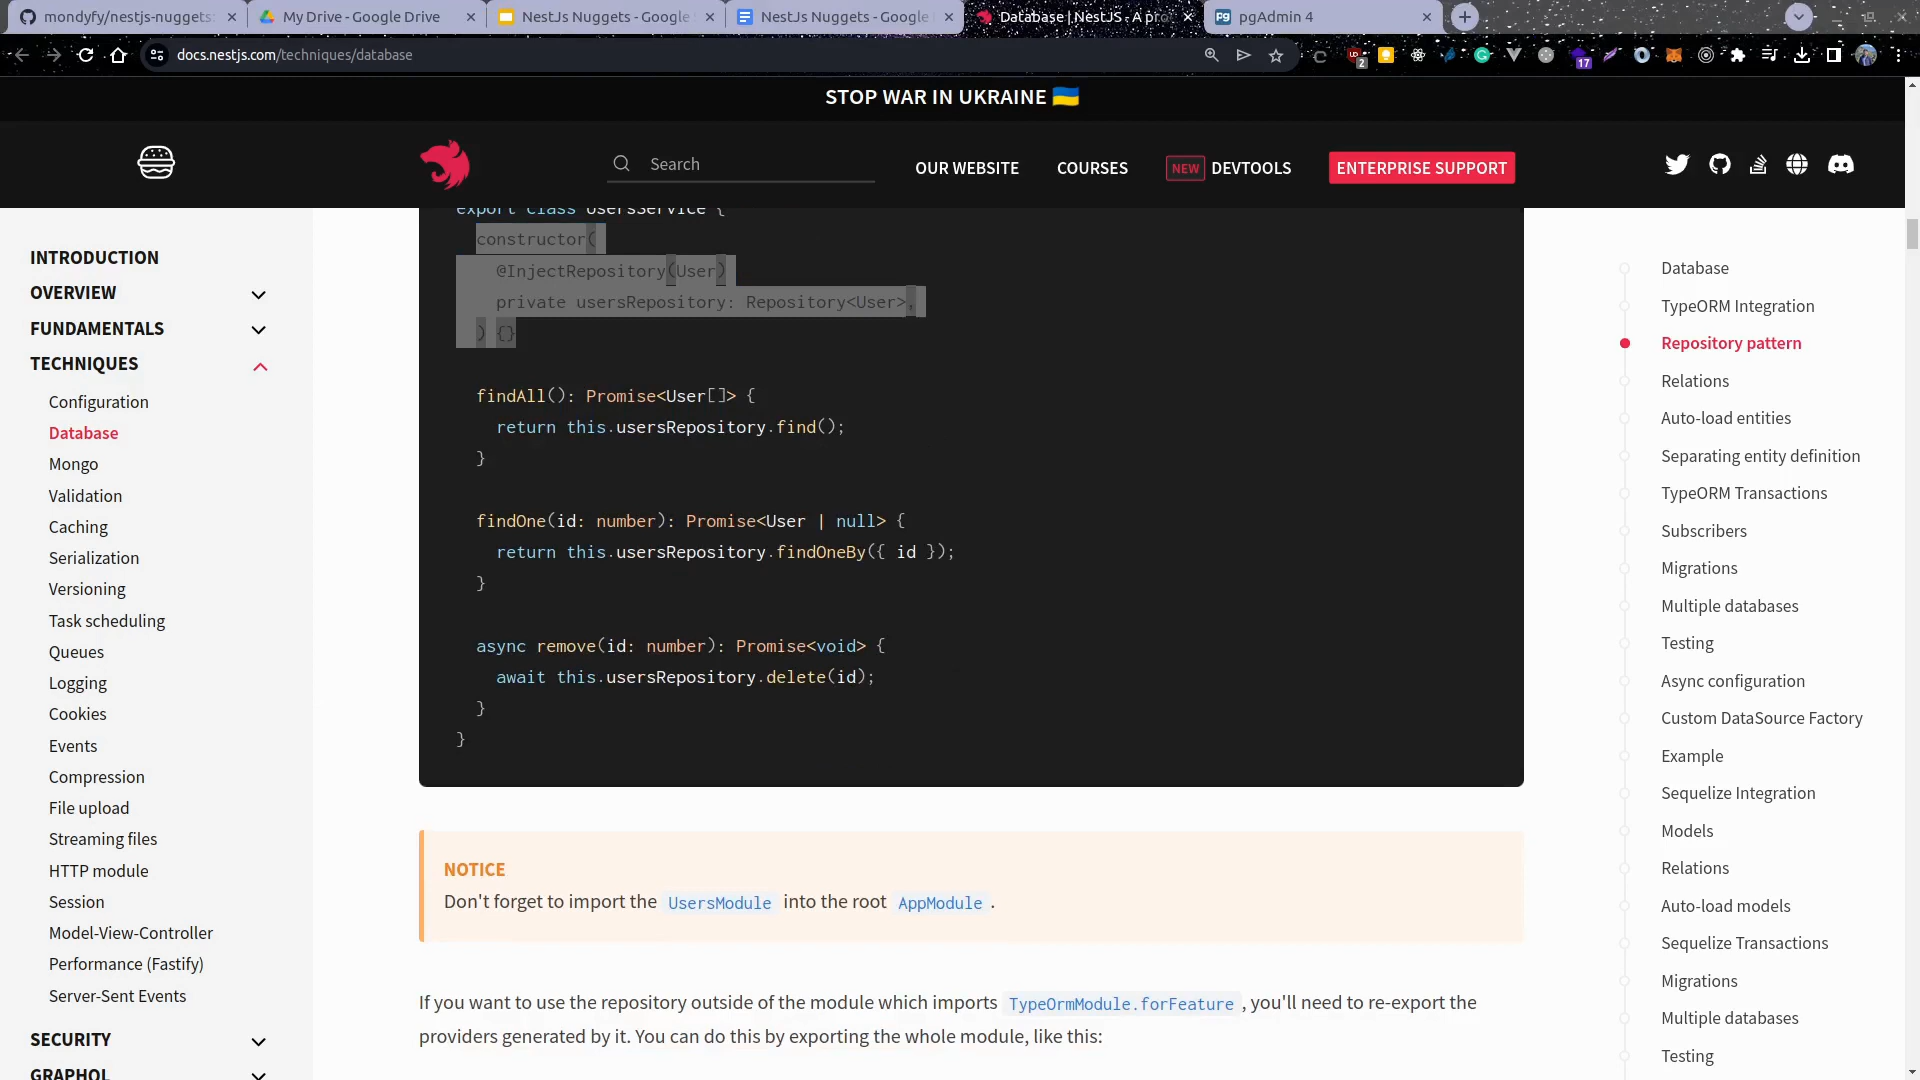 mondyfy/nestjs-nuggets:
My Drive - Google Drive
NestJs Nuggets - Google
NestJs Nuggets - Google
Database | NestJS - A pro
pgAdmin 4
docs.nestjs.com/techniques/database
2
17
STOP WAR IN UKRAINE 🇺🇦
Search
OUR WEBSITE
COURSES
NEW DEVTOOLS
ENTERPRISE SUPPORT
INTRODUCTION
OVERVIEW
FUNDAMENTALS
TECHNIQUES
Configuration
Database
Mongo
Validation
Caching
Serialization
Versioning
Task scheduling
Queues
Logging
Cookies
Events
Compression
File upload
Streaming files
HTTP module
Session
Model-View-Controller
Performance (Fastify)
Server-Sent Events
SECURITY
GRAPHQL
export class UsersService {
constructor(
@InjectRepository(User)
private usersRepository: Repository<User>,
) {}
findAll(): Promise<User[]> {
return this.usersRepository.find();
}
findOne(id: number): Promise<User | null> {
return this.usersRepository.findOneBy({ id });
}
async remove(id: number): Promise<void> {
await this.usersRepository.delete(id);
}
}
NOTICE
Don't forget to import the UsersModule into the root AppModule .
If you want to use the repository outside of the module which imports TypeOrmModule.forFeature , you'll need to re-export the
providers generated by it. You can do this by exporting the whole module, like this:
Database
TypeORM Integration
Repository pattern
Relations
Auto-load entities
Separating entity definition
TypeORM Transactions
Subscribers
Migrations
Multiple databases
Testing
Async configuration
Custom DataSource Factory
Example
Sequelize Integration
Models
Relations
Auto-load models
Sequelize Transactions
Migrations
Multiple databases
Testing